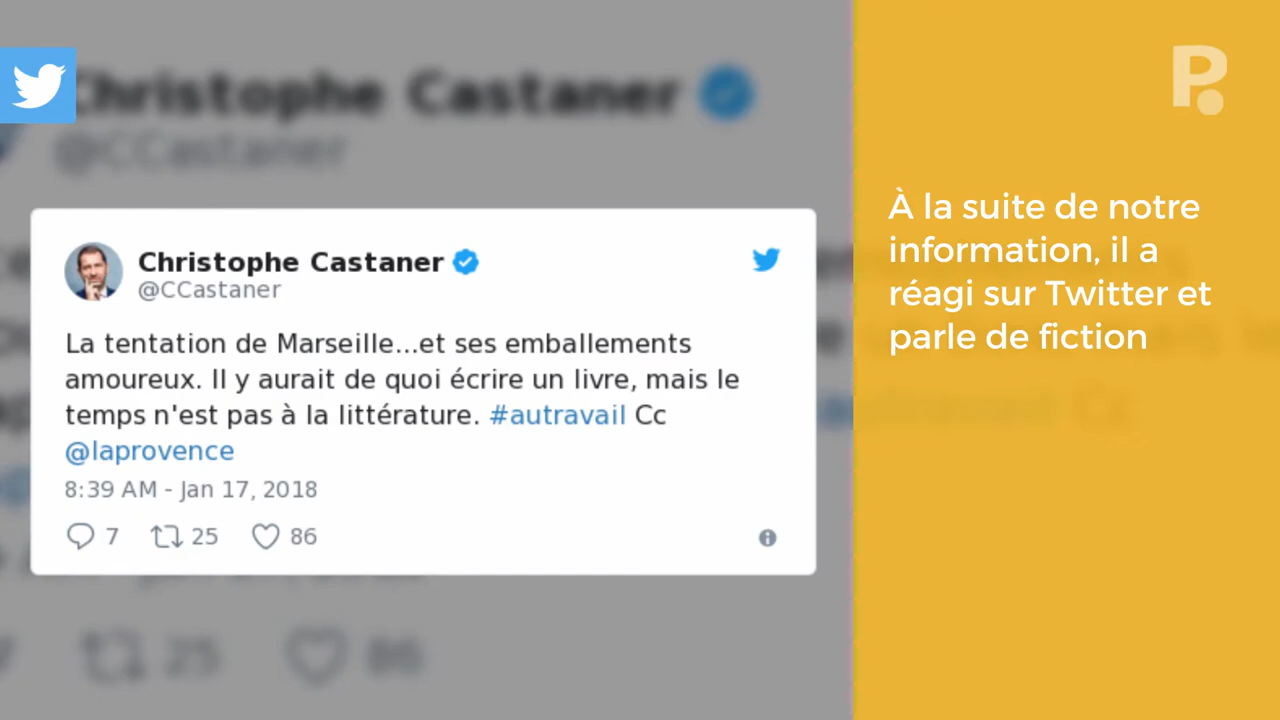 Christophe Castaner
@CCastaner
Christophe Castaner
@CCastaner
La tentation de Marseille...et ses emballements
amoureux. Il y aurait de quoi écrire un livre, mais le
temps n'est pas à la littérature. #autravail Cc
@laprovence
8:39 AM - Jan 17, 2018
7 25 86
25 86
À la suite de notre
information, il a
réagi sur Twitter et
parle de fiction
P.